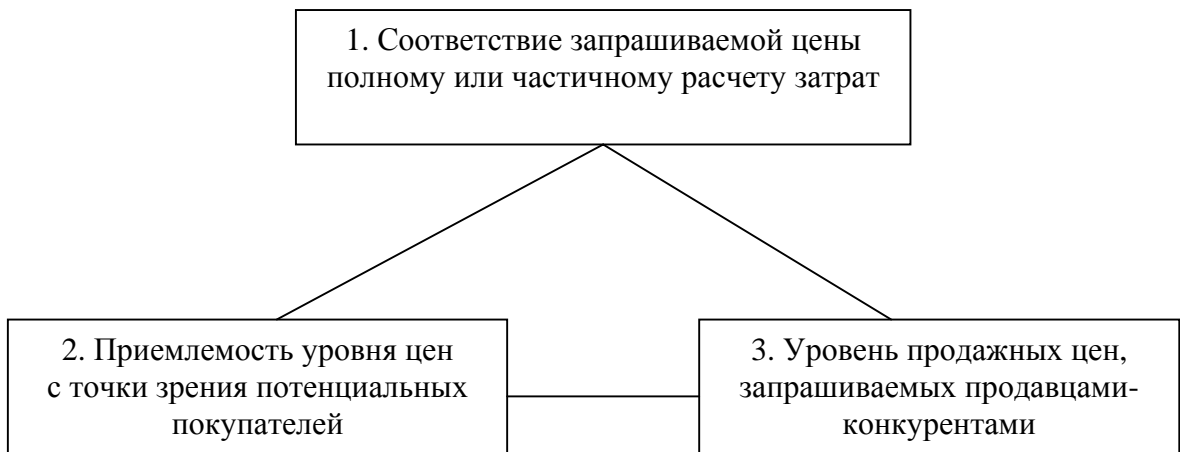 1. Соответствие запрашиваемой цены
полному или частичному расчету затрат
2. Приемлемость уровня цен
с точки зрения потенциальных
покупателей
3. Уровень продажных цен,
запрашиваемых продавцами-
конкурентами